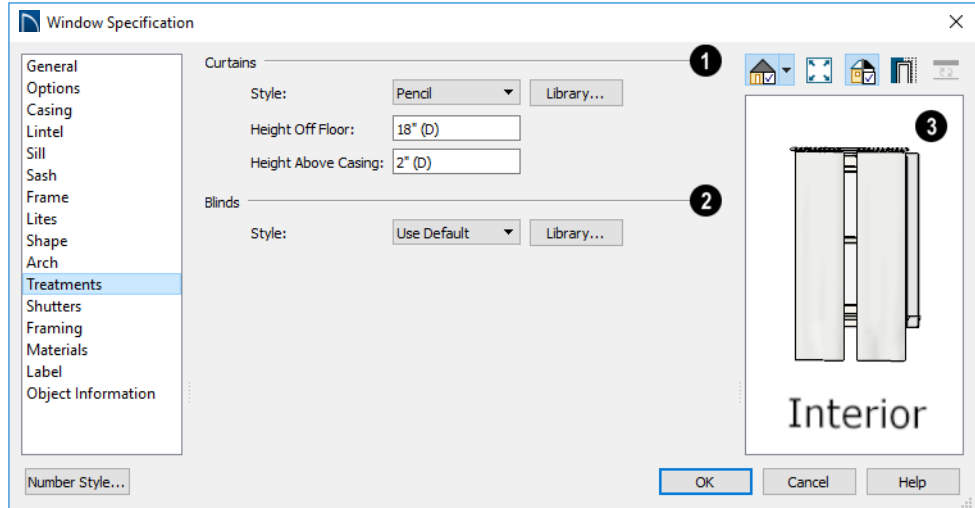 Window Specification
General
Options
Casing
Lintel
Sill
Sash
Frame
Lites
Shape
Arch
Treatments
Shutters
Framing
Materials
Label
Object Information
Curtains 1
Style: Pencil Library...
Height Off Floor: 18" (D)
Height Above Casing: 2" (D)
Blinds 2
Style: Use Default Library...
3
Interior
Number Style... OK Cancel Help